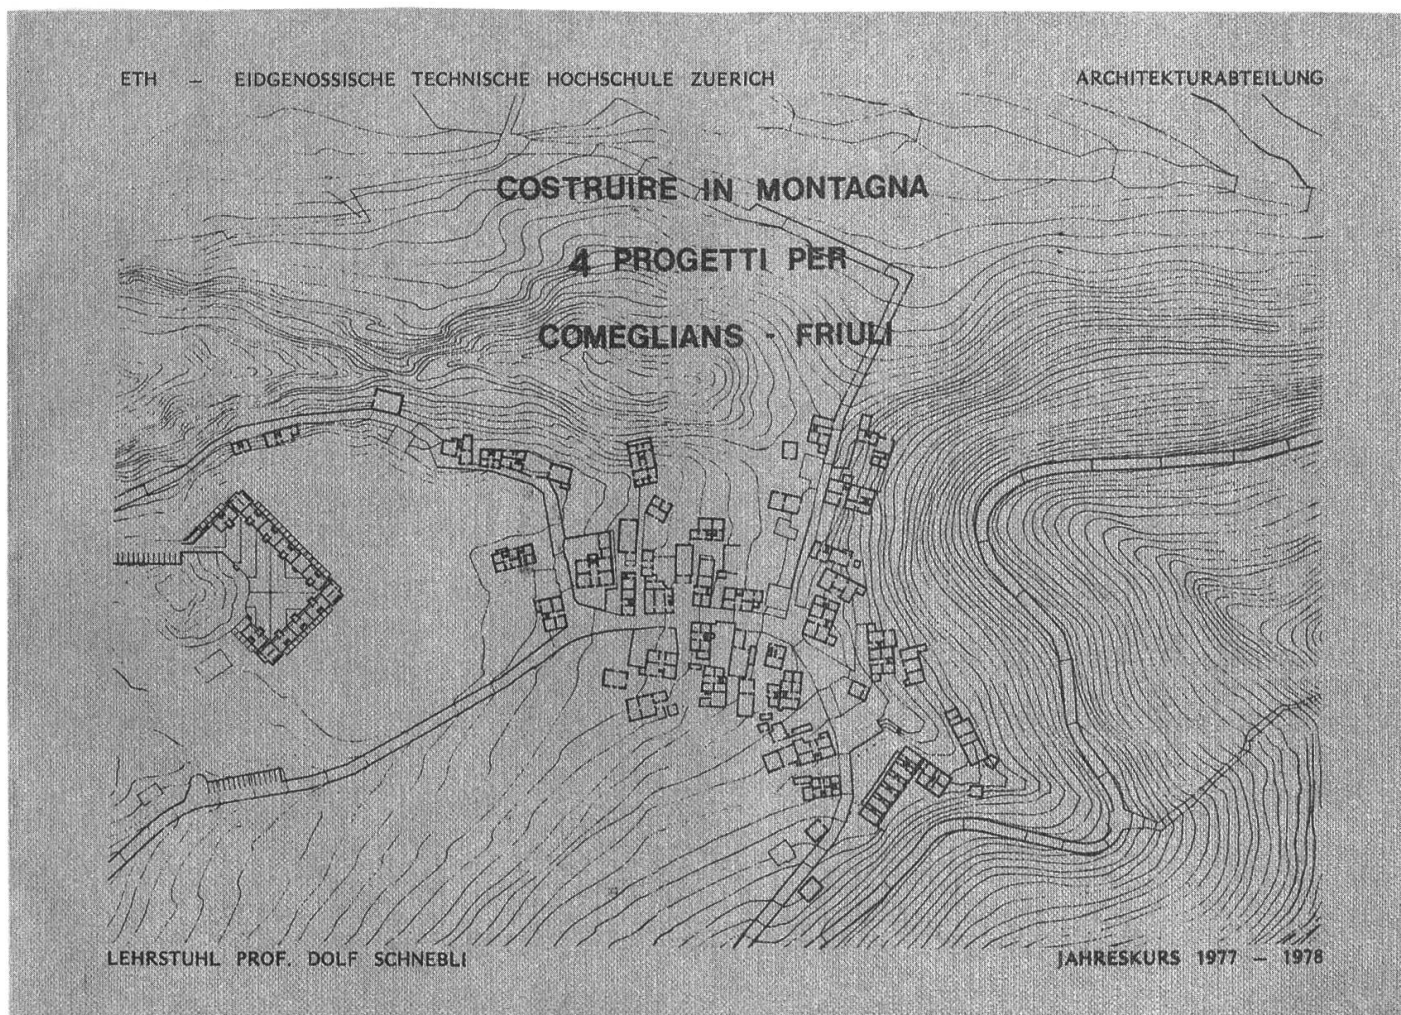 ETH – EIDGENOSSISCHE TECHNISCHE HOCHSCHULE ZUERICH ARCHITEKTURABTEILUNG
COSTRUIRE IN MONTAGNA
4 PROGETTI PER
COMEGLIANS - FRIULI
LEHRSTUHL PROF. DOLF SCHNEBLI JAHRESKURS 1977 – 1978